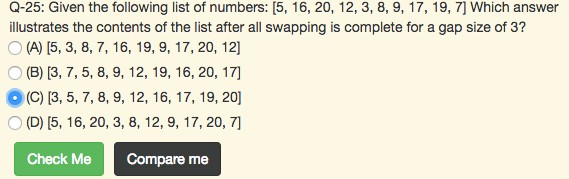 Q-25: Given the following list of numbers: [5, 16, 20, 12, 3, 8, 9, 17, 19, 7] Which answer
illustrates the contents of the list after all swapping is complete for a gap size of 3?
(A) [5, 3, 8, 7, 16, 19, 9, 17, 20, 12]
(B) [3, 7, 5, 8, 9, 12, 19, 16, 20, 17]
(C) [3, 5, 7, 8, 9, 12, 16, 17, 19, 20]
(D) [5, 16, 20, 3, 8, 12, 9, 17, 20, 7]
Check Me Compare me